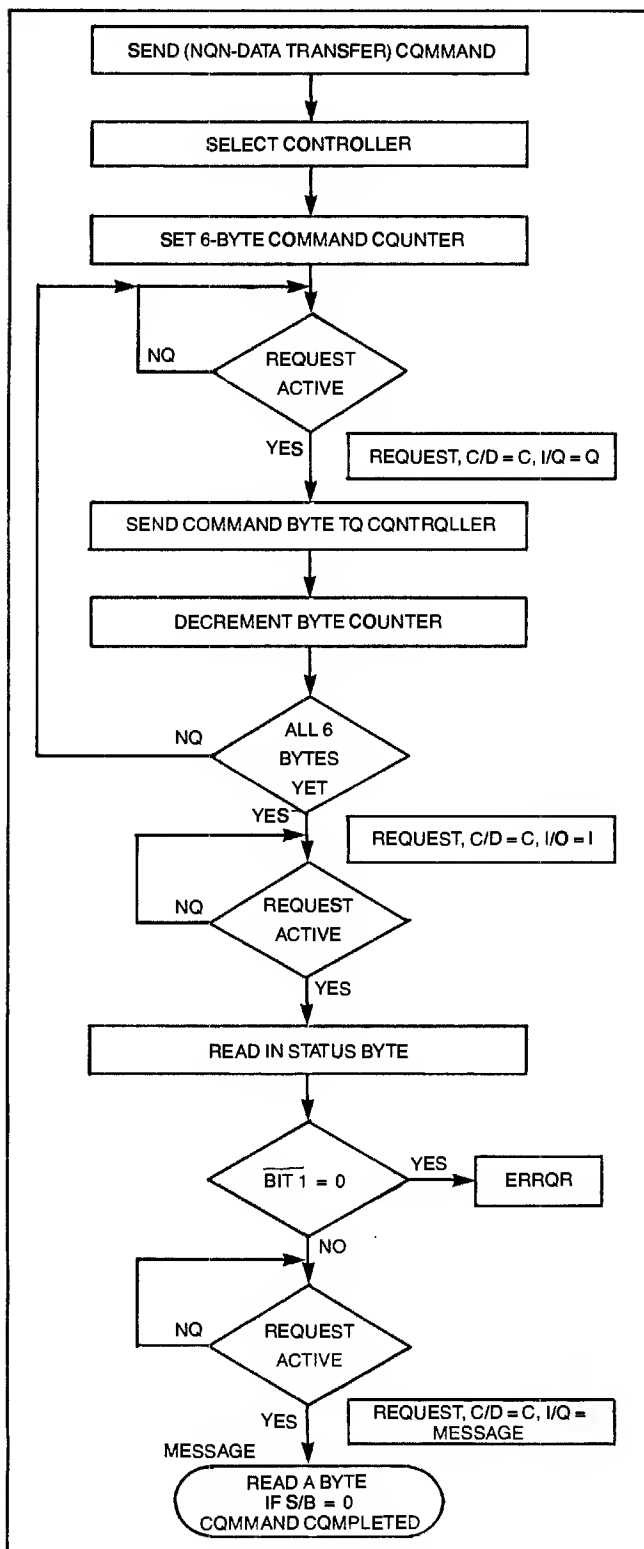 SEND (NQN-DATA TRANSFER) CQMMAND
SELECT CONTROLLER
SET 6-BYTE COMMAND CQUNTER
NQ
REQUEST
ACTIVE
YES
REQUEST, C/D = C, I/Q = Q
SEND COMMAND BYTE TQ CQNTRQLLER
DECREMENT BYTE COUNTER
NQ
ALL 6
BYTES
YET
YES
REQUEST, C/D = C, I/O = I
NQ
REQUEST
ACTIVE
YES
READ IN STATUS BYTE
BIT 1 = 0
YES
ERRQR
NO
NQ
REQUEST
ACTIVE
YES
REQUEST, C/D = C, I/Q =
MESSAGE
MESSAGE
READ A BYTE
IF S/B = 0
CQMMAND CQMPLETED